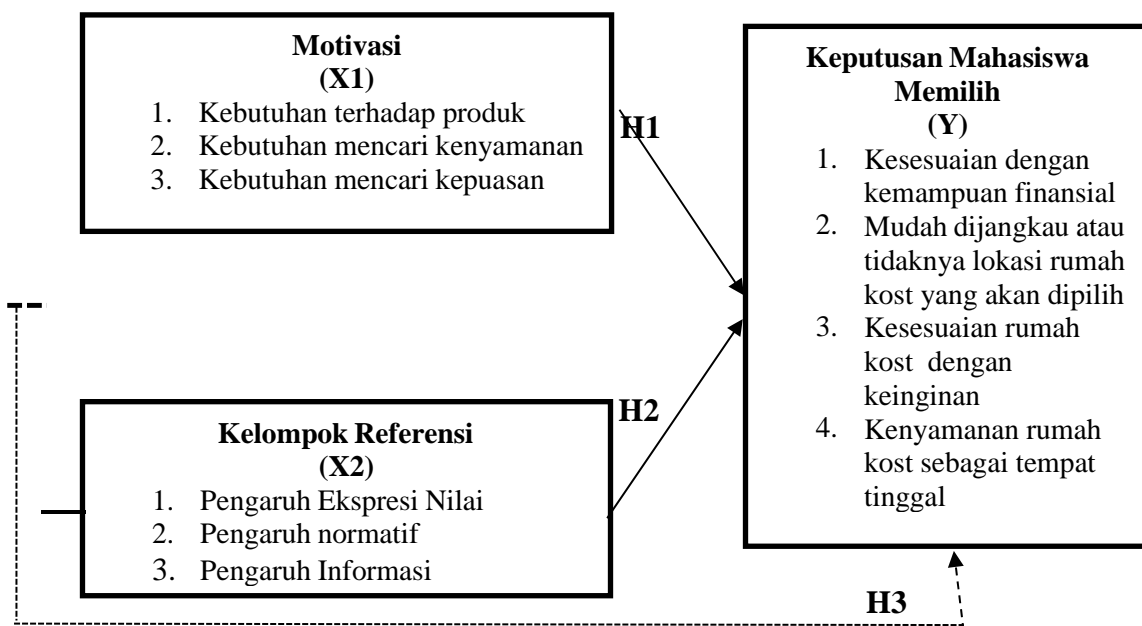 Motivasi
(X1)
1. Kebutuhan terhadap produk
2. Kebutuhan mencari kenyamanan
3. Kebutuhan mencari kepuasan
H1
Keputusan Mahasiswa
Memilih
(Y)
1. Kesesuaian dengan
kemampuan finansial
2. Mudah dijangkau atau
tidaknya lokasi rumah
kost yang akan dipilih
3. Kesesuaian rumah
kost dengan
keinginan
4. Kenyamanan rumah
kost sebagai tempat
tinggal
H2
Kelompok Referensi
(X2)
1. Pengaruh Ekspresi Nilai
2. Pengaruh normatif
3. Pengaruh Informasi
H3